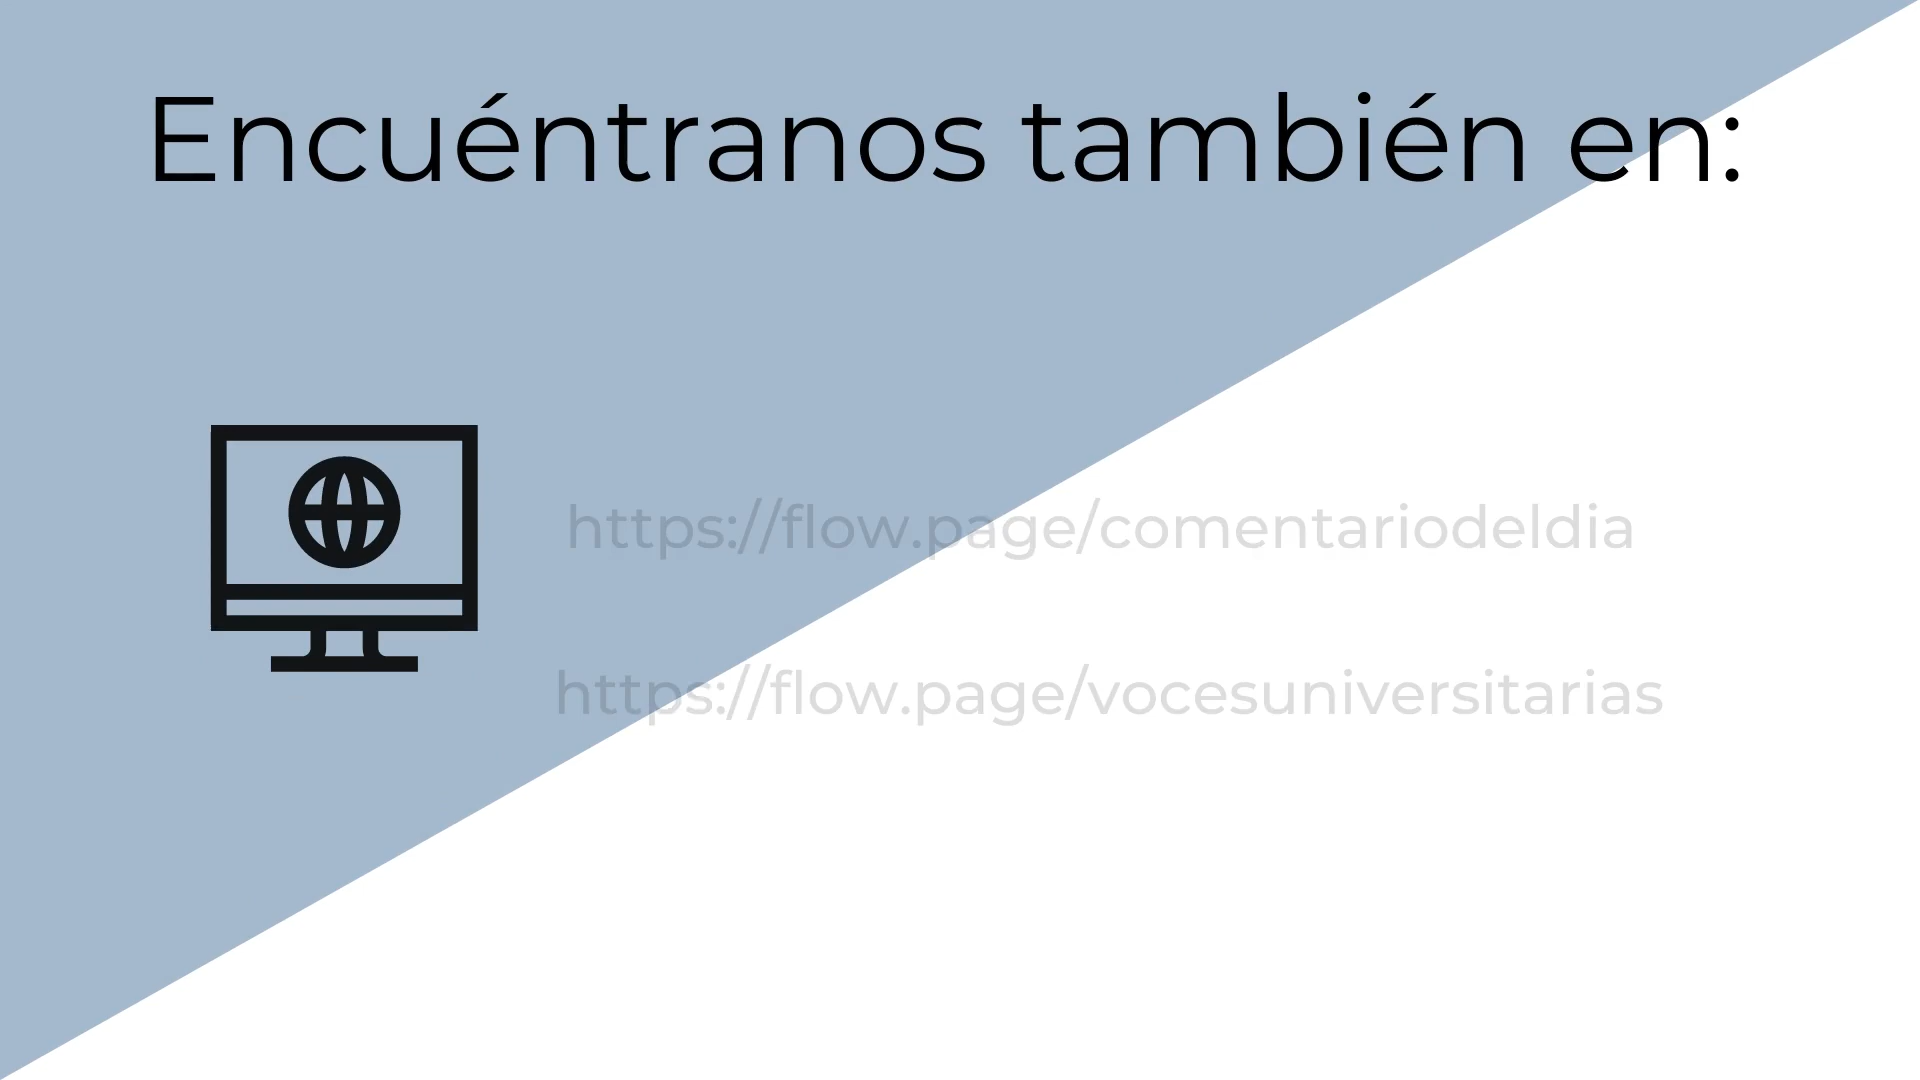 Encuéntranos también en:
https://flow.page/comentariodeldia
https://flow.page/vocesuniversitarias